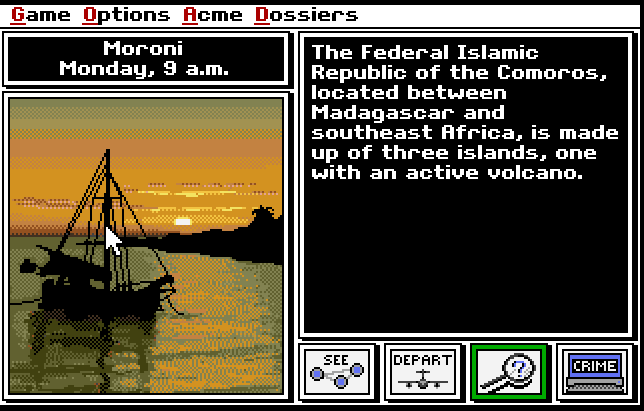 Game Options Acme Dossiers
Moroni
Monday, 9 a.m.
The Federal Islamic
Republic of the Comoros,
located between
Madagascar and
southeast Africa, is made
up of three islands, one
with an active volcano.
SEE
DEPART
?
CRIME